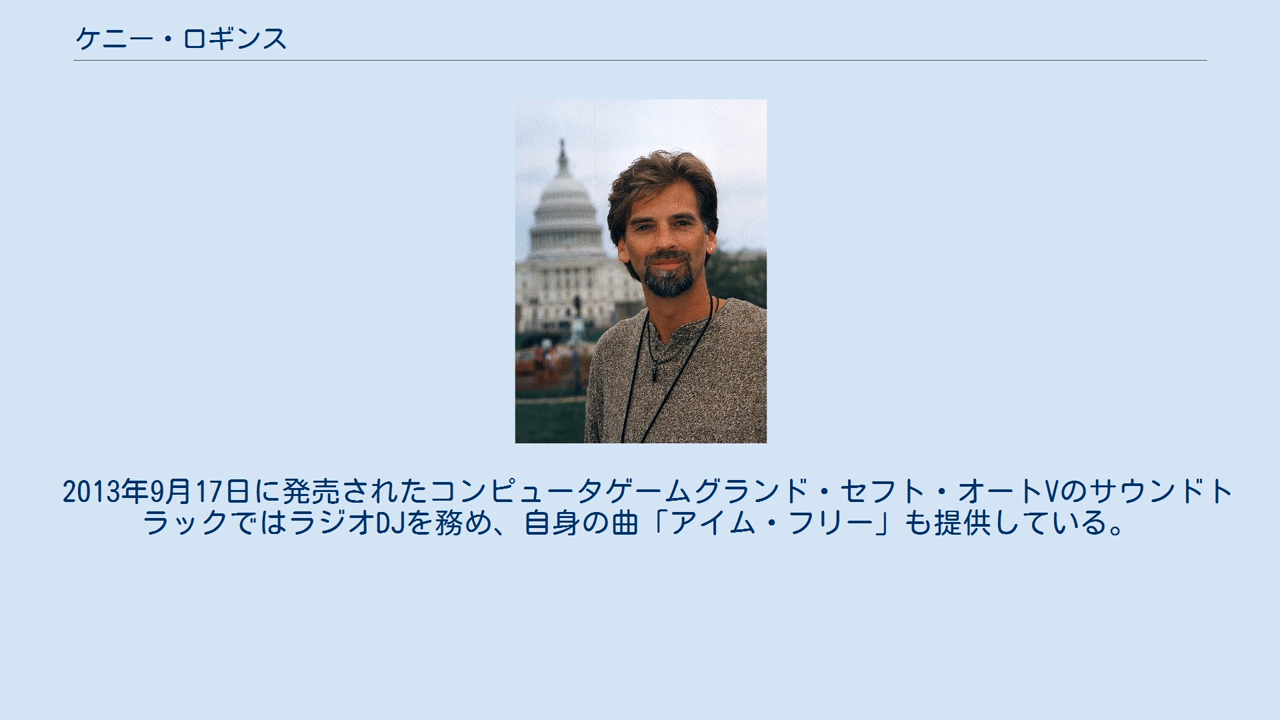 ケニー・ロギンス
2013年9月17日に発売されたコンピュータゲームグランド・セフト・オートVのサウンドト
ラックではラジオDJを務め、自身の曲「アイム・フリー」も提供している。